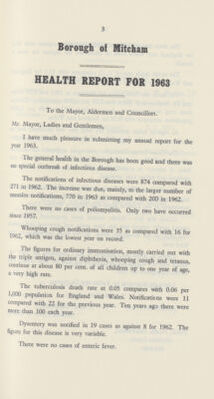 3
Borough of Mitcham
HEALTH REPORT FOR 1963
To the Mayor, Aldermen and Councillors.
Mr. Mayor, Ladies and Gentlemen,
I have much pleasure in submitting my annual report for the
year 1963.
The general health in the Borough has been good and there was
no special outbreak of infectious disease.
The notifications of infectious diseases were 874 compared with
271 in 1962. The increase was due, mainly, to the larger number of
measles notifications, 770 in 1963 as compared with 200 in 1962.
There were no cases of poliomyelitis. Only two have occurred
since 1957.
Whooping cough notifications were 35 as compared with 16 for
1962, which was the lowest year on record.
The figures for ordinary immunisation, mostly carried out with
the triple antigen, against diphtheria, whooping cough and tetanus,
continue at about 80 per cent. of all children up to one year of age,
a very high rate.
The tuberculosis death rate at 0.05 compares with 0.06 per
1,000 population for England and Wales. Notifications were 11
compared with 22 for the previous year. Ten years ago there were
more than 100 each year.
Dysentery was notified in 19 cases as against 8 for 1962. The
figure for this disease is very variable.
There were no cases of enteric fever.